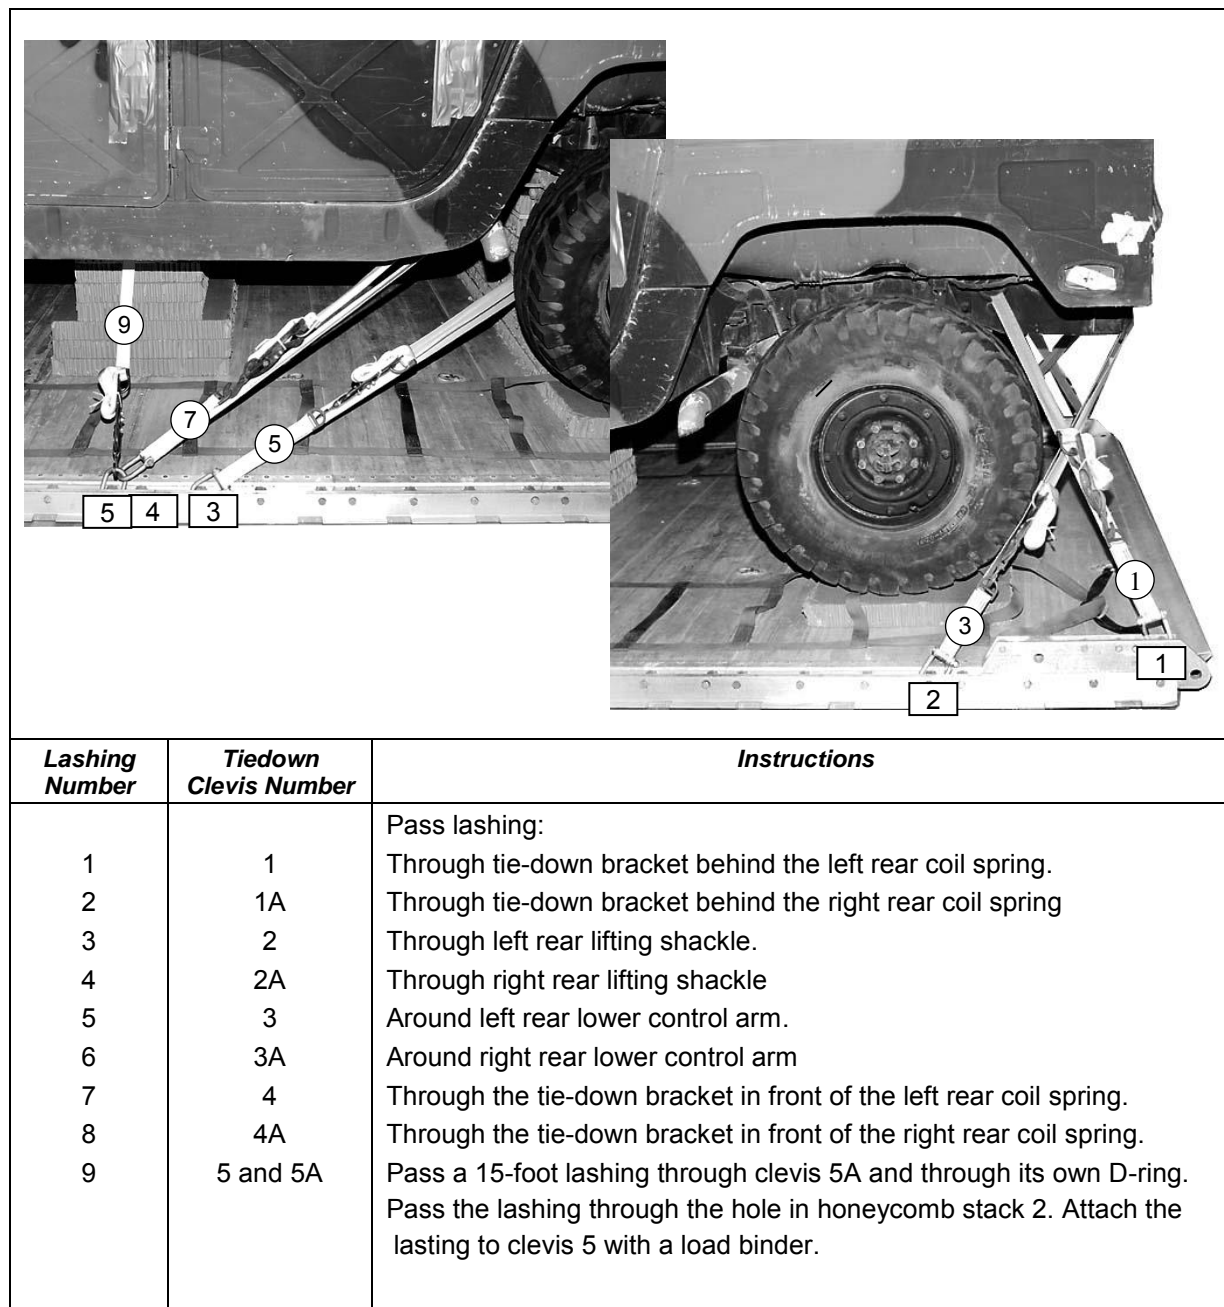 9
7
5
5 4 3
1
3
1
2
Lashing Number Tiedown Clevis Number Instructions
Pass lashing:
1 1 Through tie-down bracket behind the left rear coil spring.
2 1A Through tie-down bracket behind the right rear coil spring
3 2 Through left rear lifting shackle.
4 2A Through right rear lifting shackle
5 3 Around left rear lower control arm.
6 3A Around right rear lower control arm
7 4 Through the tie-down bracket in front of the left rear coil spring.
8 4A Through the tie-down bracket in front of the right rear coil spring.
9 5 and 5A Pass a 15-foot lashing through clevis 5A and through its own D-ring.
Pass the lashing through the hole in honeycomb stack 2. Attach the
lasting to clevis 5 with a load binder.